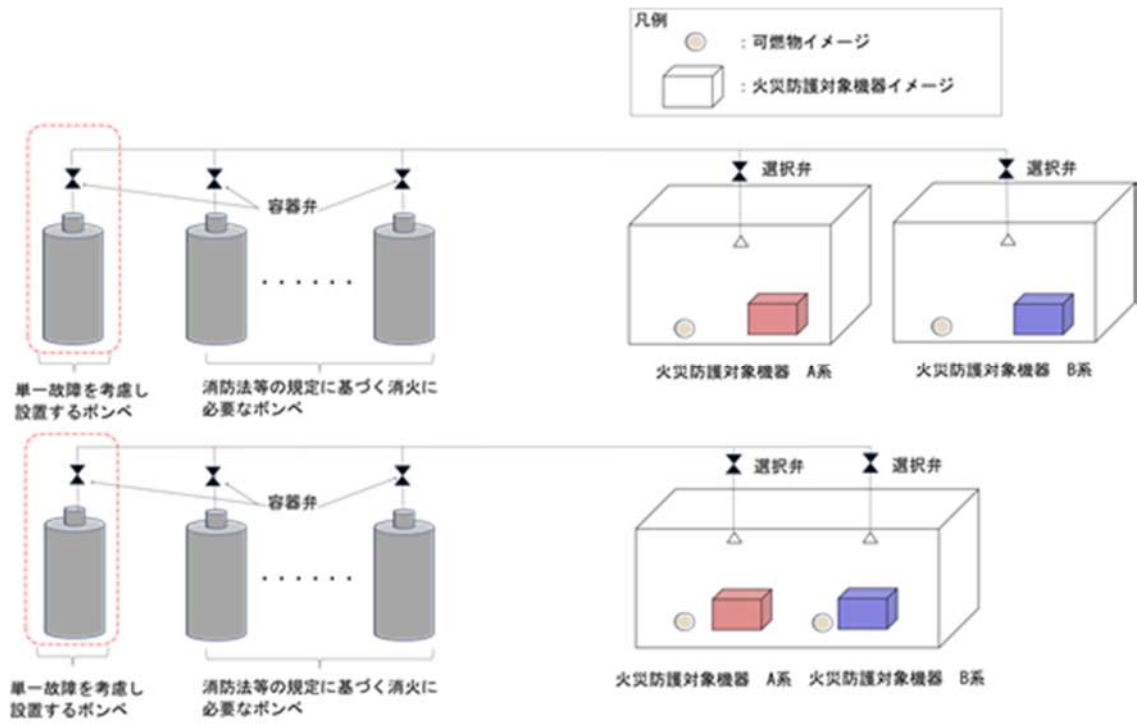 凡例
：可燃物イメージ
：火災防護対象機器イメージ
選択弁
選択弁
容器弁
火災防護対象機器　A系
火災防護対象機器　B系
単一故障を考慮し
設置するボンベ
消防法等の規定に基づく消火に
必要なボンベ
選択弁
選択弁
容器弁
火災防護対象機器　A系
火災防護対象機器　B系
単一故障を考慮し
設置するボンベ
消防法等の規定に基づく消火に
必要なボンベ